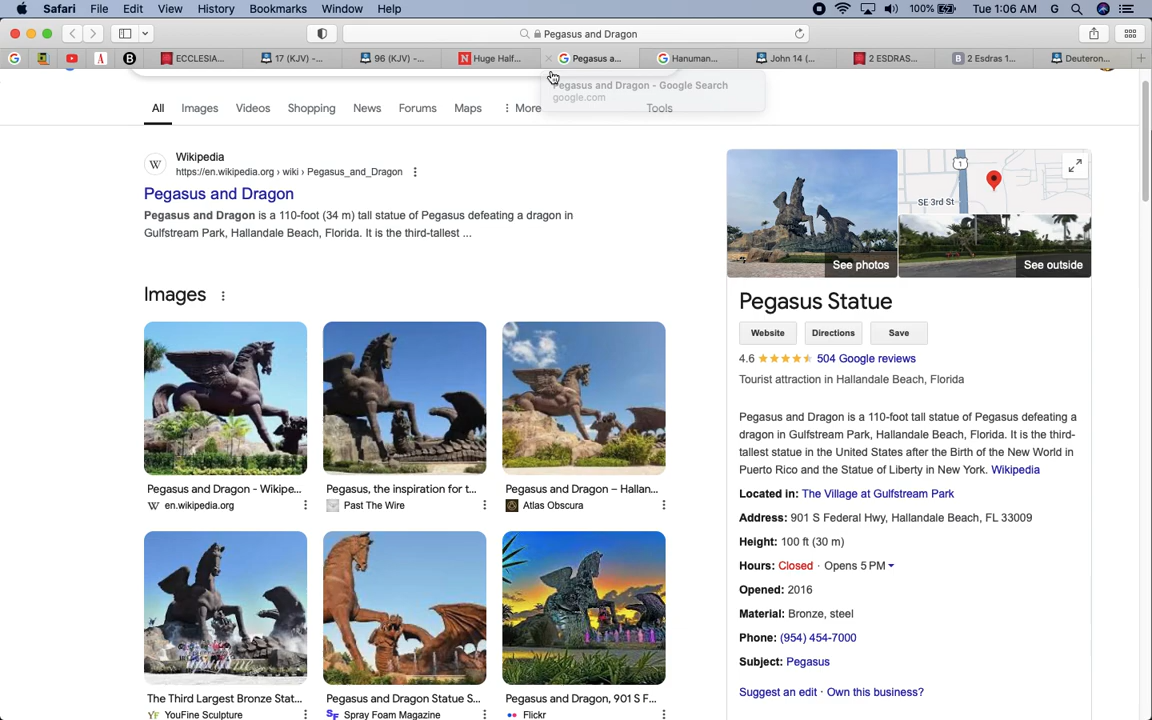 Safari File Edit View History Bookmarks Window Help 100% Tue 1:06 AM G
Pegasus and Dragon
ECCLESIA... 17 (KJV) -... 96 (KJV) -... Huge Half... Pegasus a... Hanuman... John 14 (... 2 ESDRAS... 2 Esdras 1... Deuteron...
Pegasus and Dragon - Google Search
google.com
All Images Videos Shopping News Forums Maps More Tools
Wikipedia
https://en.wikipedia.org › wiki › Pegasus_and_Dragon
Pegasus and Dragon
Pegasus and Dragon is a 110-foot (34 m) tall statue of Pegasus defeating a dragon in
Gulfstream Park, Hallandale Beach, Florida. It is the third-tallest ...
Images
Pegasus and Dragon - Wikipe...
en.wikipedia.org
Pegasus, the inspiration for t...
Past The Wire
Pegasus and Dragon – Hallan...
Atlas Obscura
The Third Largest Bronze Stat...
YouFine Sculpture
Pegasus and Dragon Statue S...
Spray Foam Magazine
Pegasus and Dragon, 901 S F...
Flickr
SE 3rd St
1
See photos
See outside
Pegasus Statue
Website Directions Save
4.6 504 Google reviews
Tourist attraction in Hallandale Beach, Florida
Pegasus and Dragon is a 110-foot tall statue of Pegasus defeating a
dragon in Gulfstream Park, Hallandale Beach, Florida. It is the third-
tallest statue in the United States after the Birth of the New World in
Puerto Rico and the Statue of Liberty in New York. Wikipedia
Located in: The Village at Gulfstream Park
Address: 901 S Federal Hwy, Hallandale Beach, FL 33009
Height: 100 ft (30 m)
Hours: Closed · Opens 5 PM
Opened: 2016
Material: Bronze, steel
Phone: (954) 454-7000
Subject: Pegasus
Suggest an edit · Own this business?